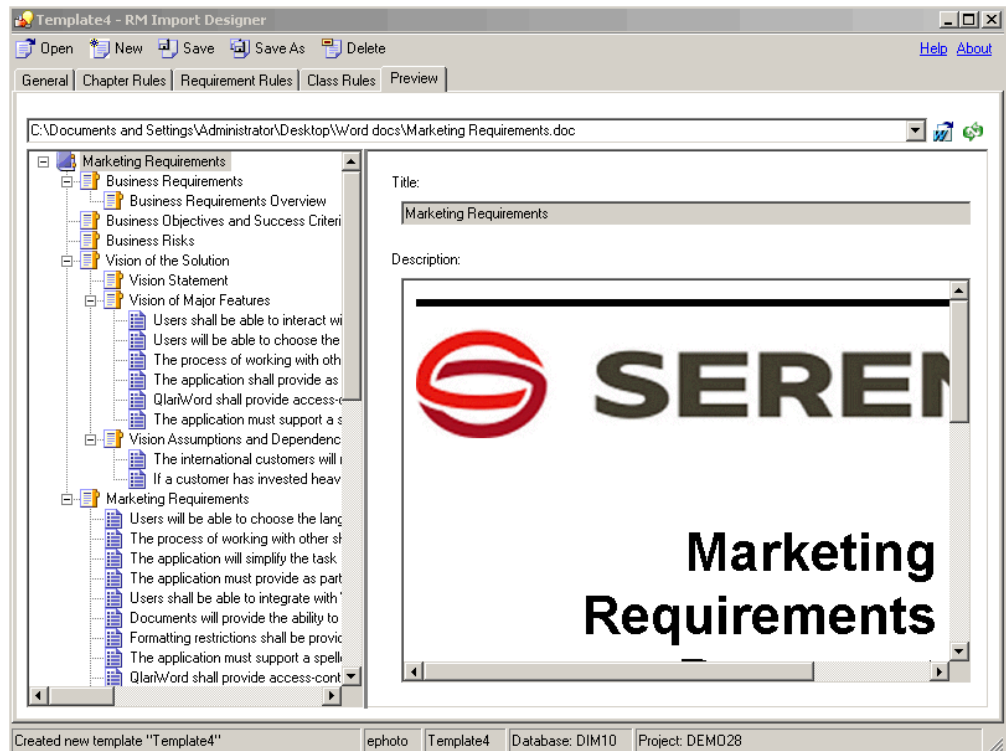 Template4 - RM Import Designer
Open New Save Save As Delete Help About
General Chapter Rules Requirement Rules Class Rules Preview
C:\Documents and Settings\Administrator\Desktop\Word docs\Marketing Requirements.doc
Marketing Requirements
Business Requirements
Business Requirements Overview
Business Objectives and Success Criteri
Business Risks
Vision of the Solution
Vision Statement
Vision of Major Features
Users shall be able to interact wi
Users will be able to choose the
The process of working with oth
The application shall provide as
QlariWord shall provide access-c
The application must support a s
Vision Assumptions and Dependenc
The international customers will
If a customer has invested heav
Marketing Requirements
Users will be able to choose the lang
The process of working with other sh
The application will simplify the task
The application must provide as part
Users shall be able to integrate with
Documents will provide the ability to
Formatting restrictions shall be provid
The application must support a spelle
QlariWord shall provide access-cont
Title:
Marketing Requirements
Description:
SEREN
Marketing
Requirements
Created new template "Template4" ephoto Template4 Database: DIM10 Project: DEMO28